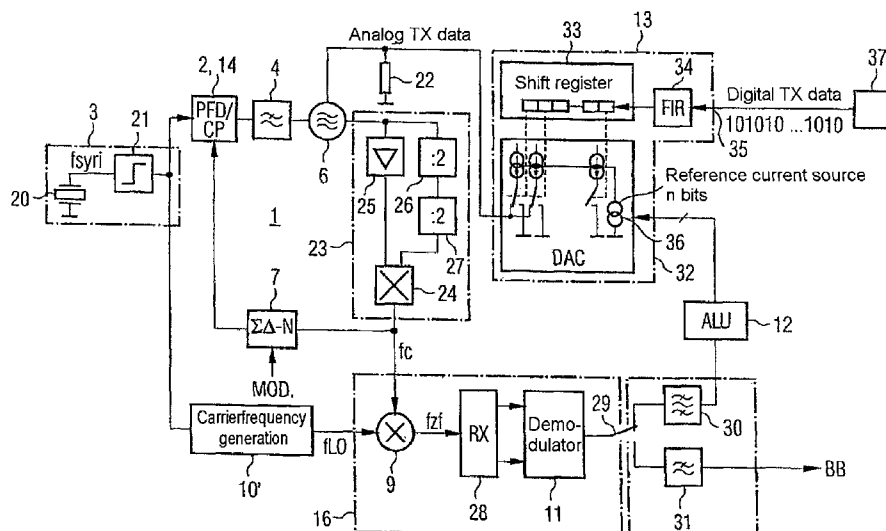 13
Analog TX data
33
37
2, 14
4
22
Shift register
34
21
PFD/
CP
FIR
Digital TX data
3
101010 ...1010
fsyri
6
:2
35
20
25
26
Reference current source
n bits
1
:2
23
27
36
DAC
32
24
7
ΣΔ-N
ALU
12
fc
MOD.
29
Carrierfrequency
generation
fzf
RX
Demo-
dulator
30
fLO
10'
9
BB
16
28
11
31